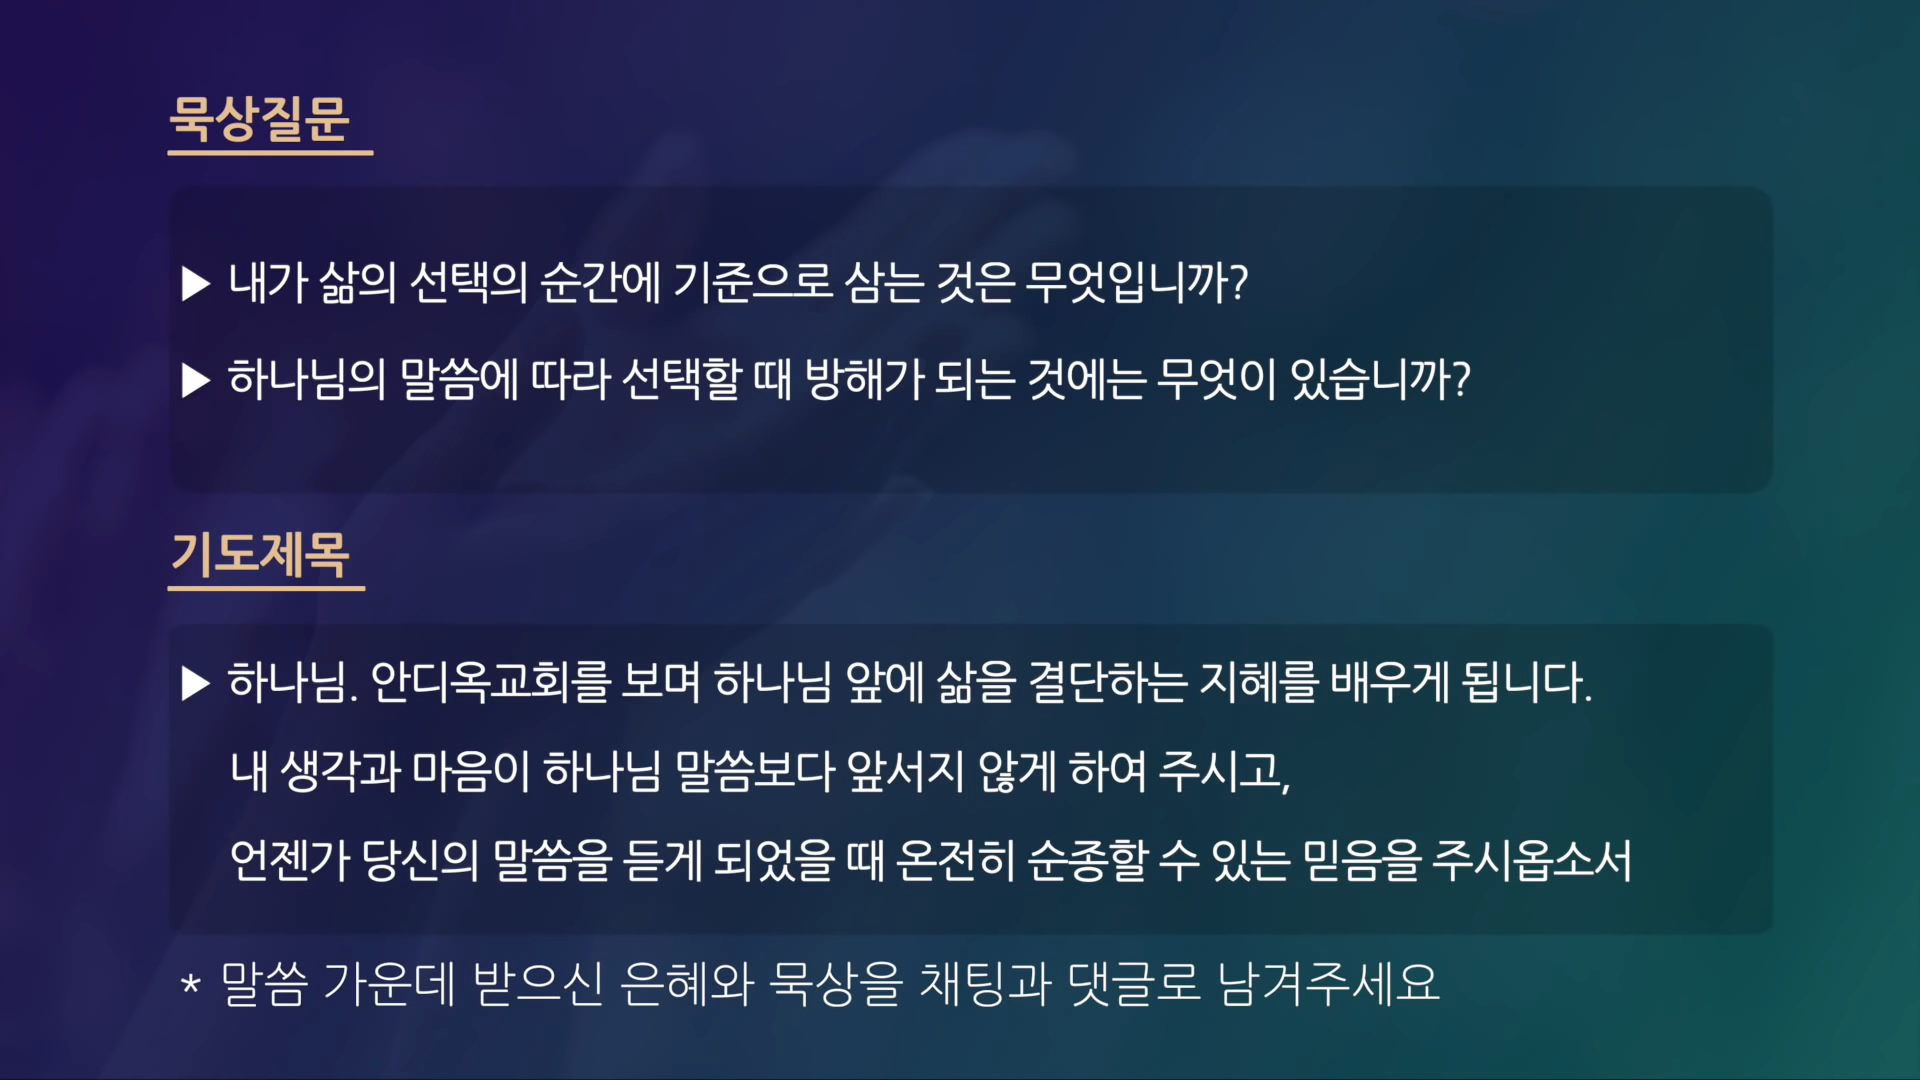 묵상질문
▶ 내가 삶의 선택의 순간에 기준으로 삼는 것은 무엇입니까?
▶ 하나님의 말씀에 따라 선택할 때 방해가 되는 것에는 무엇이 있습니까?
기도제목
▶ 하나님. 안디옥교회를 보며 하나님 앞에 삶을 결단하는 지혜를 배우게 됩니다.
내 생각과 마음이 하나님 말씀보다 앞서지 않게 하여 주시고,
언젠가 당신의 말씀을 듣게 되었을 때 온전히 순종할 수 있는 믿음을 주시옵소서
* 말씀 가운데 받으신 은혜와 묵상을 채팅과 댓글로 남겨주세요